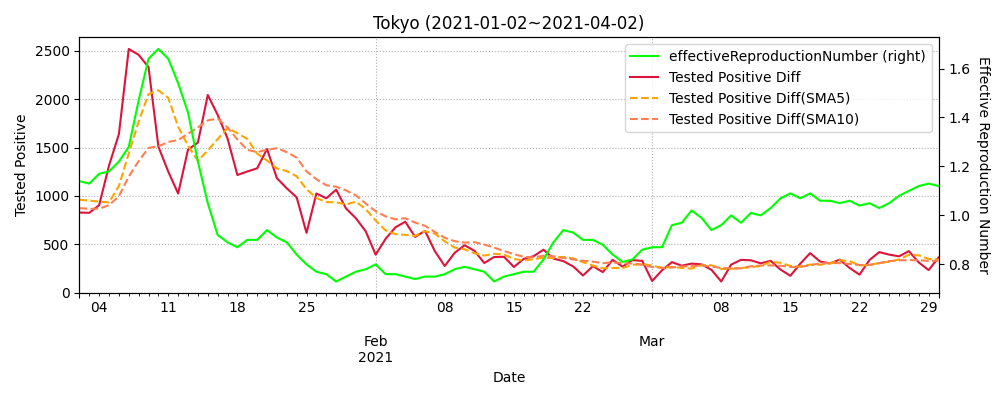 Tokyo (2021-01-02~2021-04-02)
effectiveReproductionNumber (right)
Tested Positive Diff
Tested Positive Diff(SMA5)
Tested Positive Diff(SMA10)
Tested Positive
2500
2000
1500
1000
500
0
1.6
1.4
1.2
1.0
0.8
Effective Reproduction Number
04 11 18 25 08 15 22 08 15 22 29
Feb Mar
2021
Date